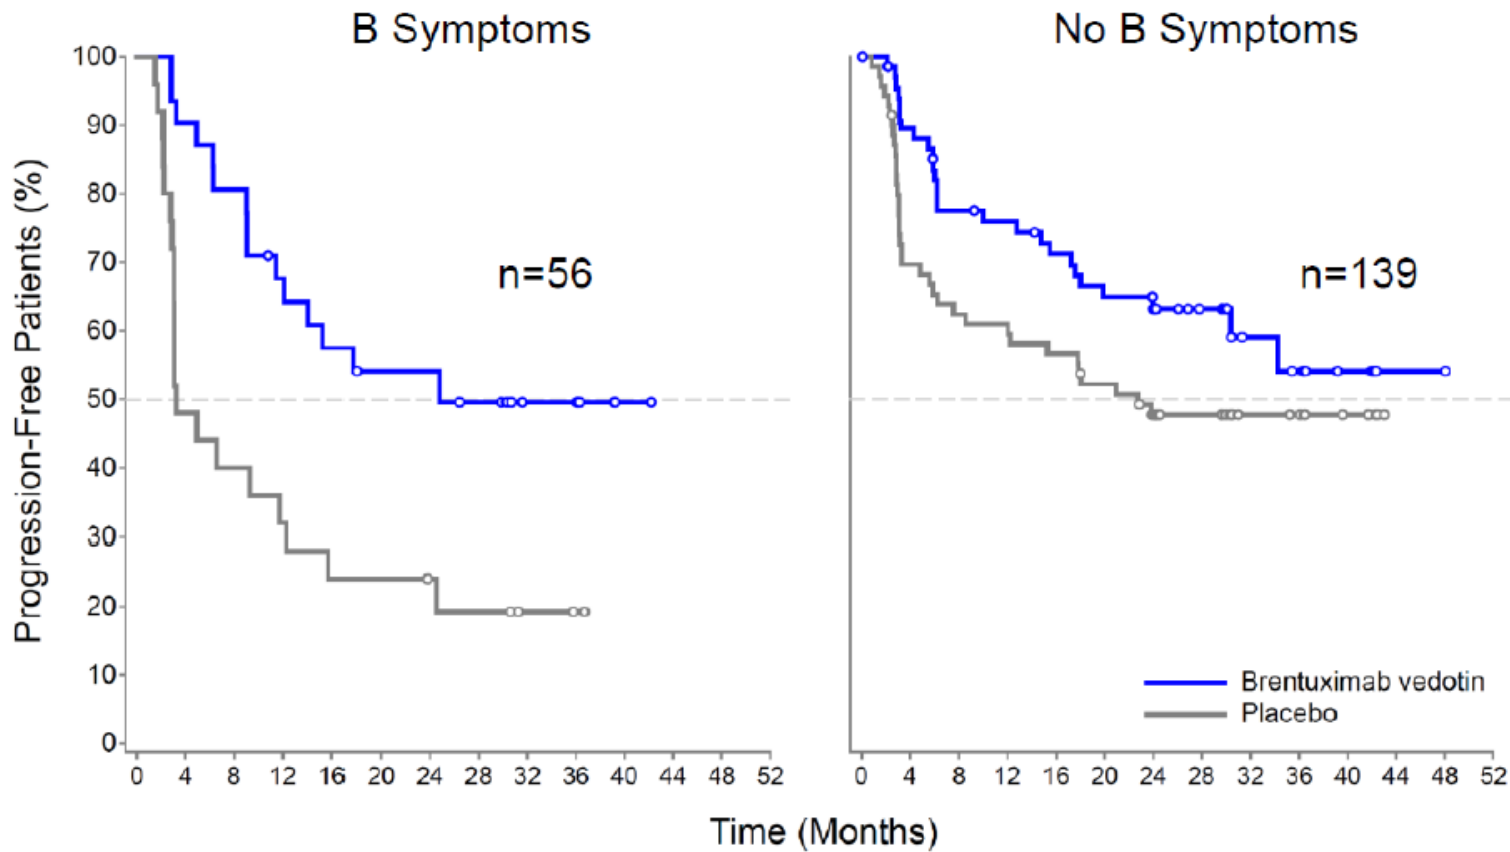 B Symptoms
No B Symptoms
Progression-Free Patients (%)
100
90
80
70
60
50
40
30
20
10
0
n=56
n=139
Brentuximab vedotin
Placebo
0 4 8 12 16 20 24 28 32 36 40 44 48 52
0 4 8 12 16 20 24 28 32 36 40 44 48 52
Time (Months)